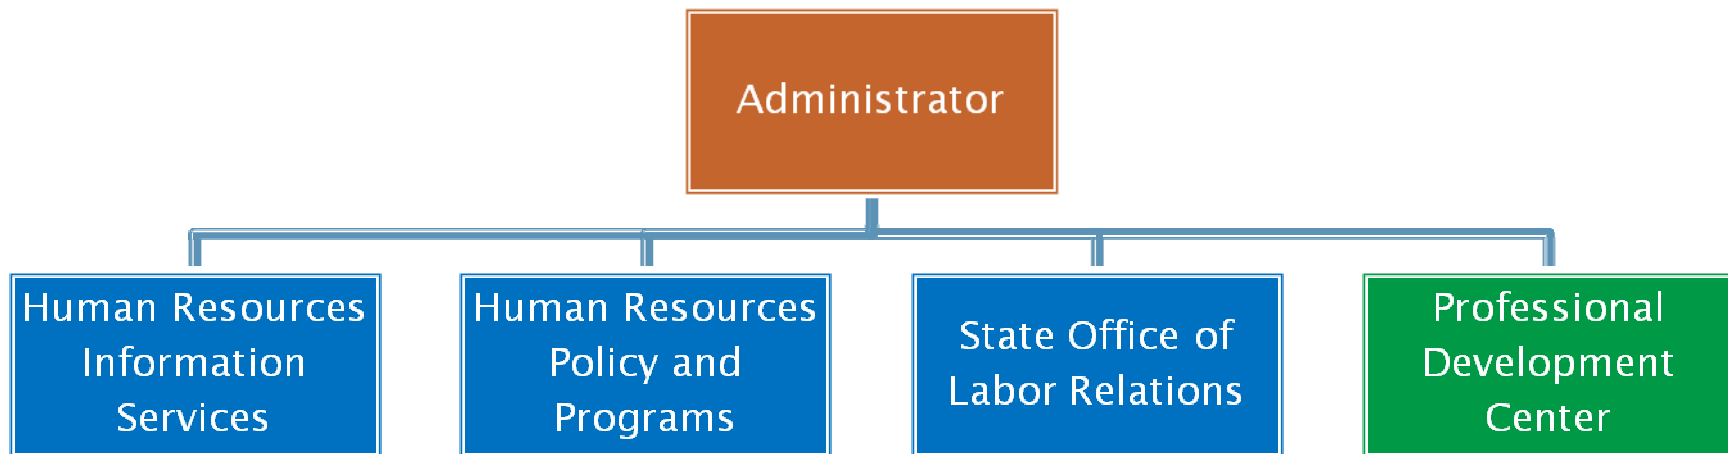 Administrator
Human Resources
Information
Services
Human Resources
Policy and
Programs
State Office of
Labor Relations
Professional
Development
Center